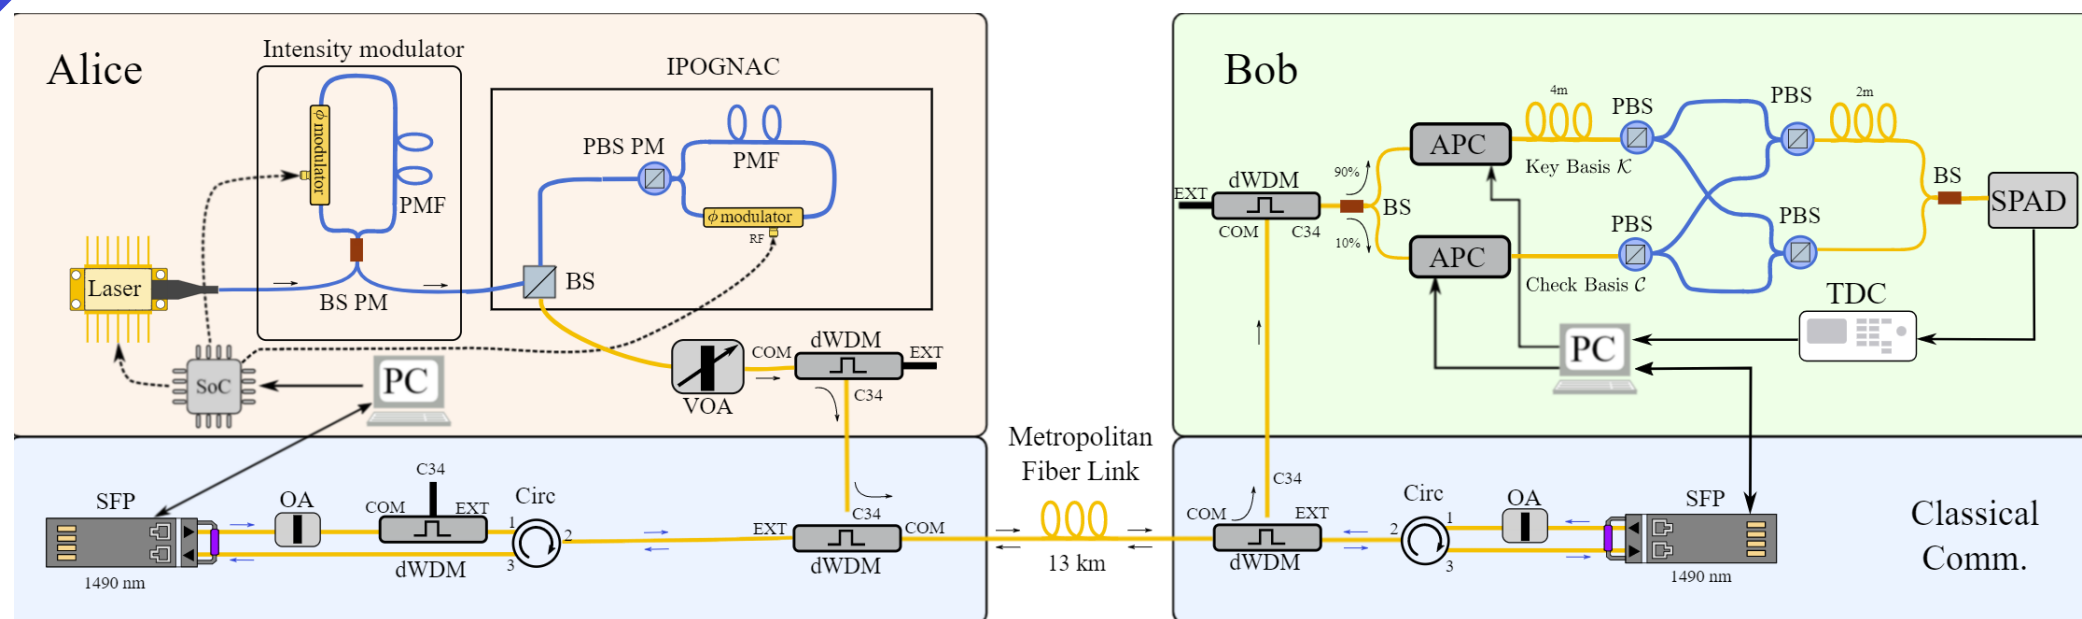 Alice
Intensity modulator
ϕ modulator
PMF
BS PM
Laser
IPOGNAC
PBS PM
PMF
ϕ modulator
RF
BS
SoC
PC
VOA
COM
dWDM
EXT
C34
Bob
EXT
dWDM
COM
C34
90%
10%
BS
APC
APC
4m
Key Basis 𝒦
Check Basis 𝒞
PBS
PBS
PBS
PBS
2m
BS
SPAD
TDC
PC
SFP
1490 nm
OA
C34
COM
EXT
dWDM
Circ
1
2
3
EXT
C34
COM
dWDM
Metropolitan
Fiber Link
13 km
COM
C34
EXT
dWDM
Circ
1
2
3
OA
SFP
1490 nm
Classical
Comm.